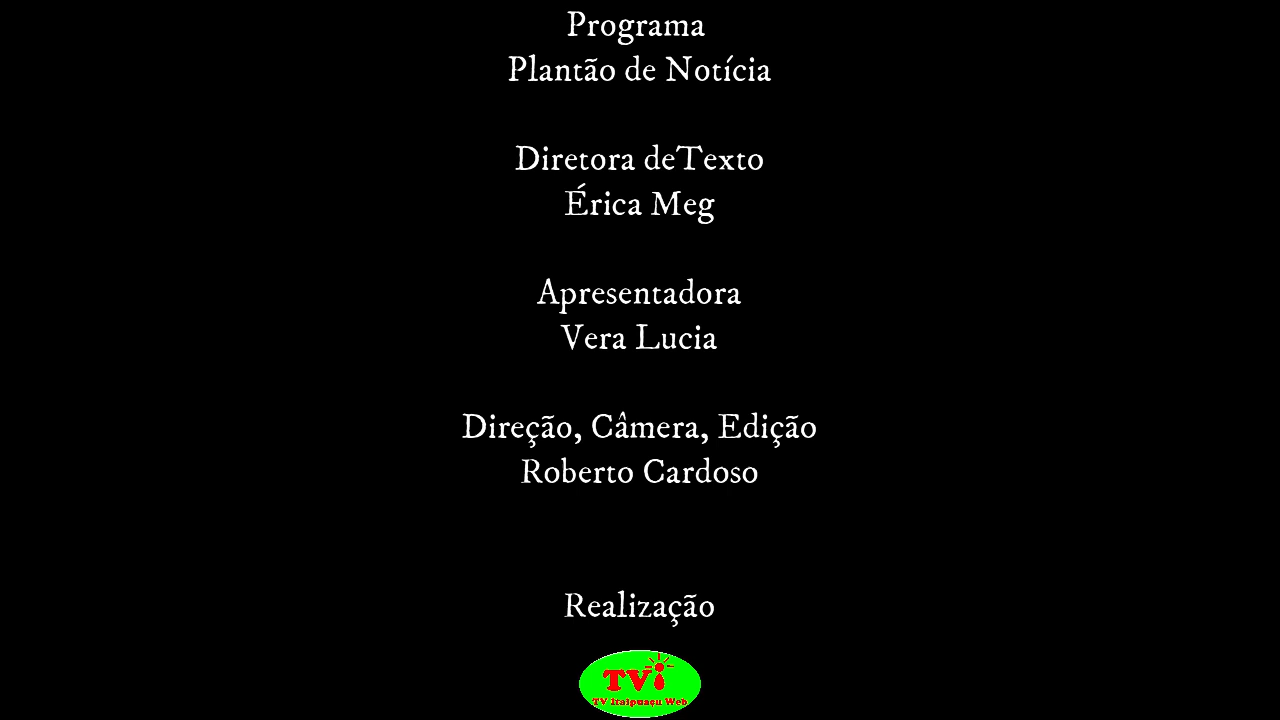 Programa
Plantão de Notícia
Diretora deTexto
Érica Meg
Apresentadora
Vera Lucia
Direção, Câmera, Edição
Roberto Cardoso
Realização
TVi
TV Itaipuaçu Web